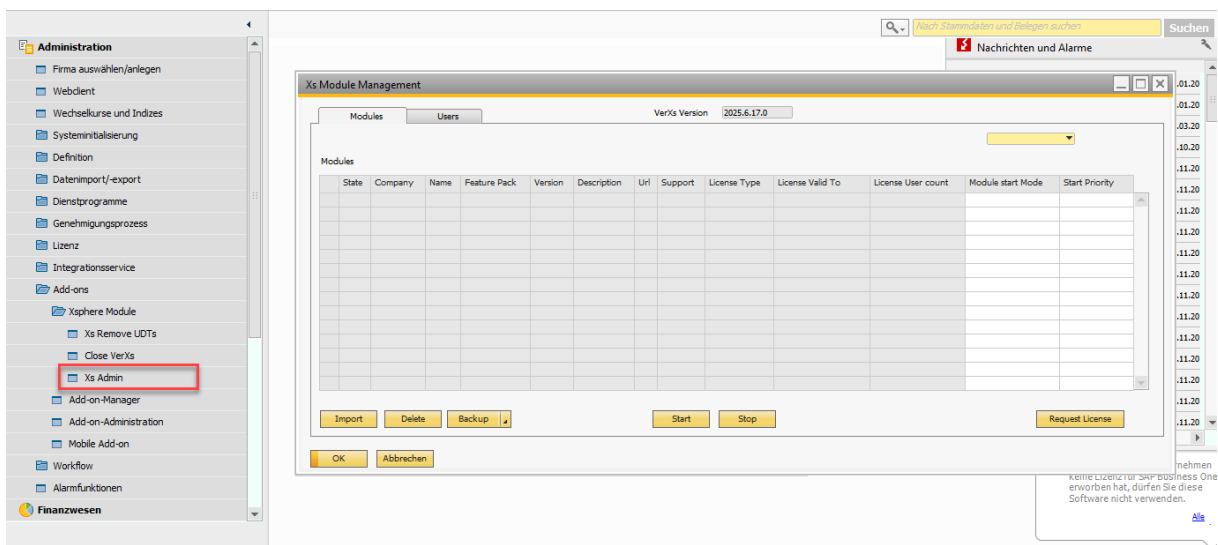 Nach Stammdaten und Belegen suchen
Suchen
Administration
Firma auswählen/anlegen
Webclient
Wechselkurse und Indizes
Systeminitialisierung
Definition
Datenimport/-export
Dienstprogramme
Genehmigungsprozess
Lizenz
Integrationsservice
Add-ons
Xsphere Module
Xs Remove UDTs
Close VerXs
Xs Admin
Add-on-Manager
Add-on-Administration
Mobile Add-on
Workflow
Alarmfunktionen
Finanzwesen
Nachrichten und Alarme
Xs Module Management
Modules
Users
VerXs Version 2025.6.17.0
Modules
State Company Name Feature Pack Version Description Url Support License Type License Valid To License User count Module start Mode Start Priority
Import Delete Backup Start Stop Request License
OK Abbrechen
.01.20
.01.20
.03.20
.10.20
.11.20
.11.20
.11.20
.11.20
.11.20
.11.20
.11.20
.11.20
.11.20
.11.20
.11.20
.11.20
.11.20
nehmen
keine Lizenz für SAP Business One
erworben hat, dürfen Sie diese
Software nicht verwenden.
Alle